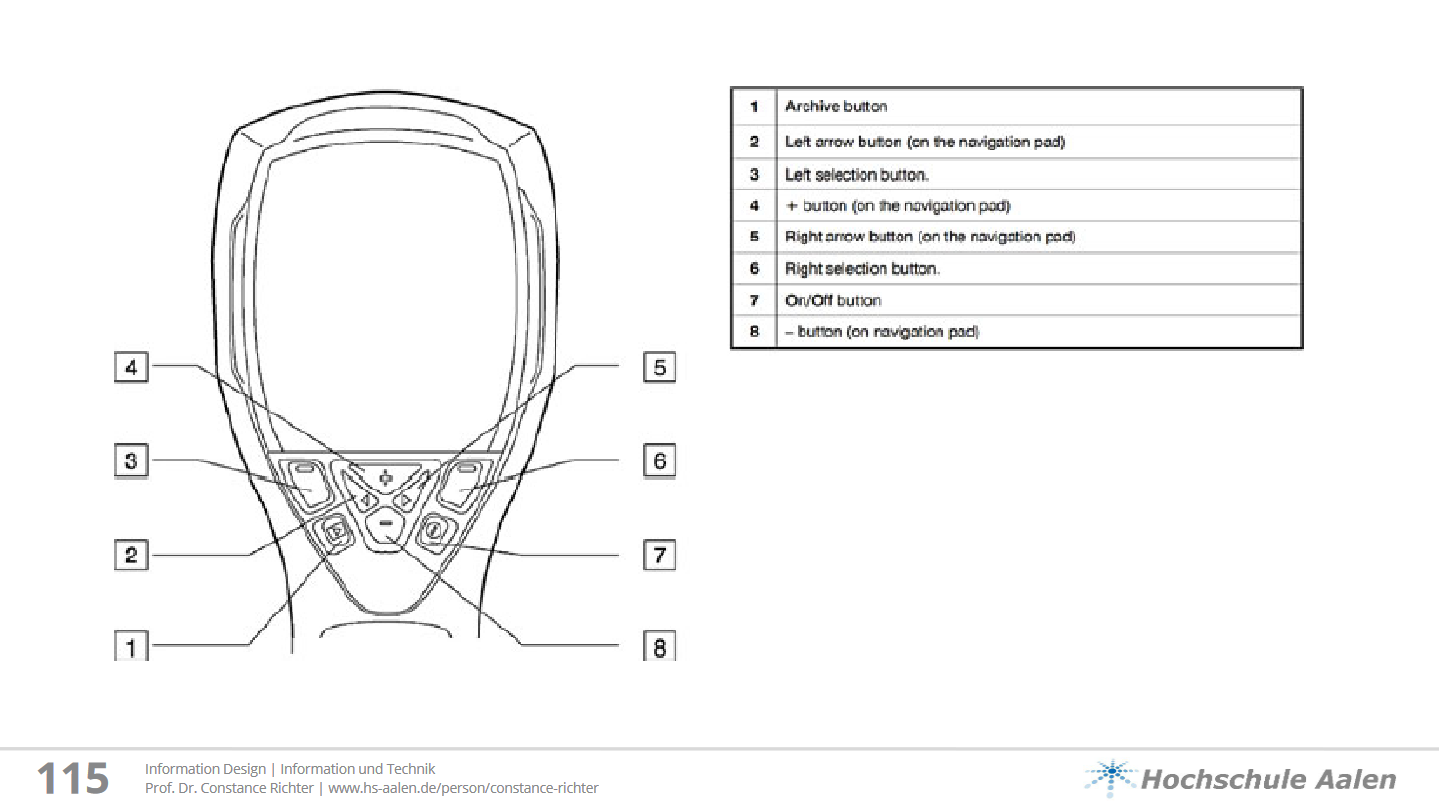 1 Archive button
2 Left arrow button (on the navigation pad)
3 Left selection button.
4 + button (on the navigation pad)
5 Right arrow button (on the navigation pad)
6 Right selection button.
7 On/Off button
8 – button (on navigation pad)
4
5
3
6
2
7
1
8
115
Information Design | Information und Technik
Prof. Dr. Constance Richter | www.hs-aalen.de/person/constance-richter
Hochschule Aalen